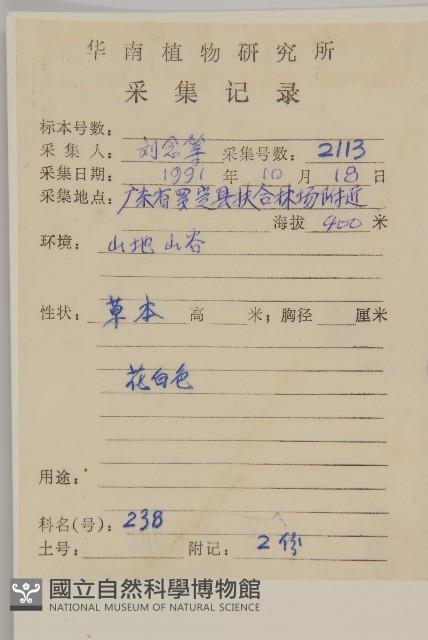 华南植物研究所
采集记录
标本号数:
采集人: 刘念等 采集号数: 2113
采集日期: 1991 年 10 月 18 日
采集地点: 广东省罗定县扶合林场附近
海拔 400 米
环境: 山地 山谷
性状: 草本 高 米; 胸径 厘米
花白色
用途:
科名(号): 238
土号: 附记: 2份
國立自然科學博物館
NATIONAL MUSEUM OF NATURAL SCIENCE